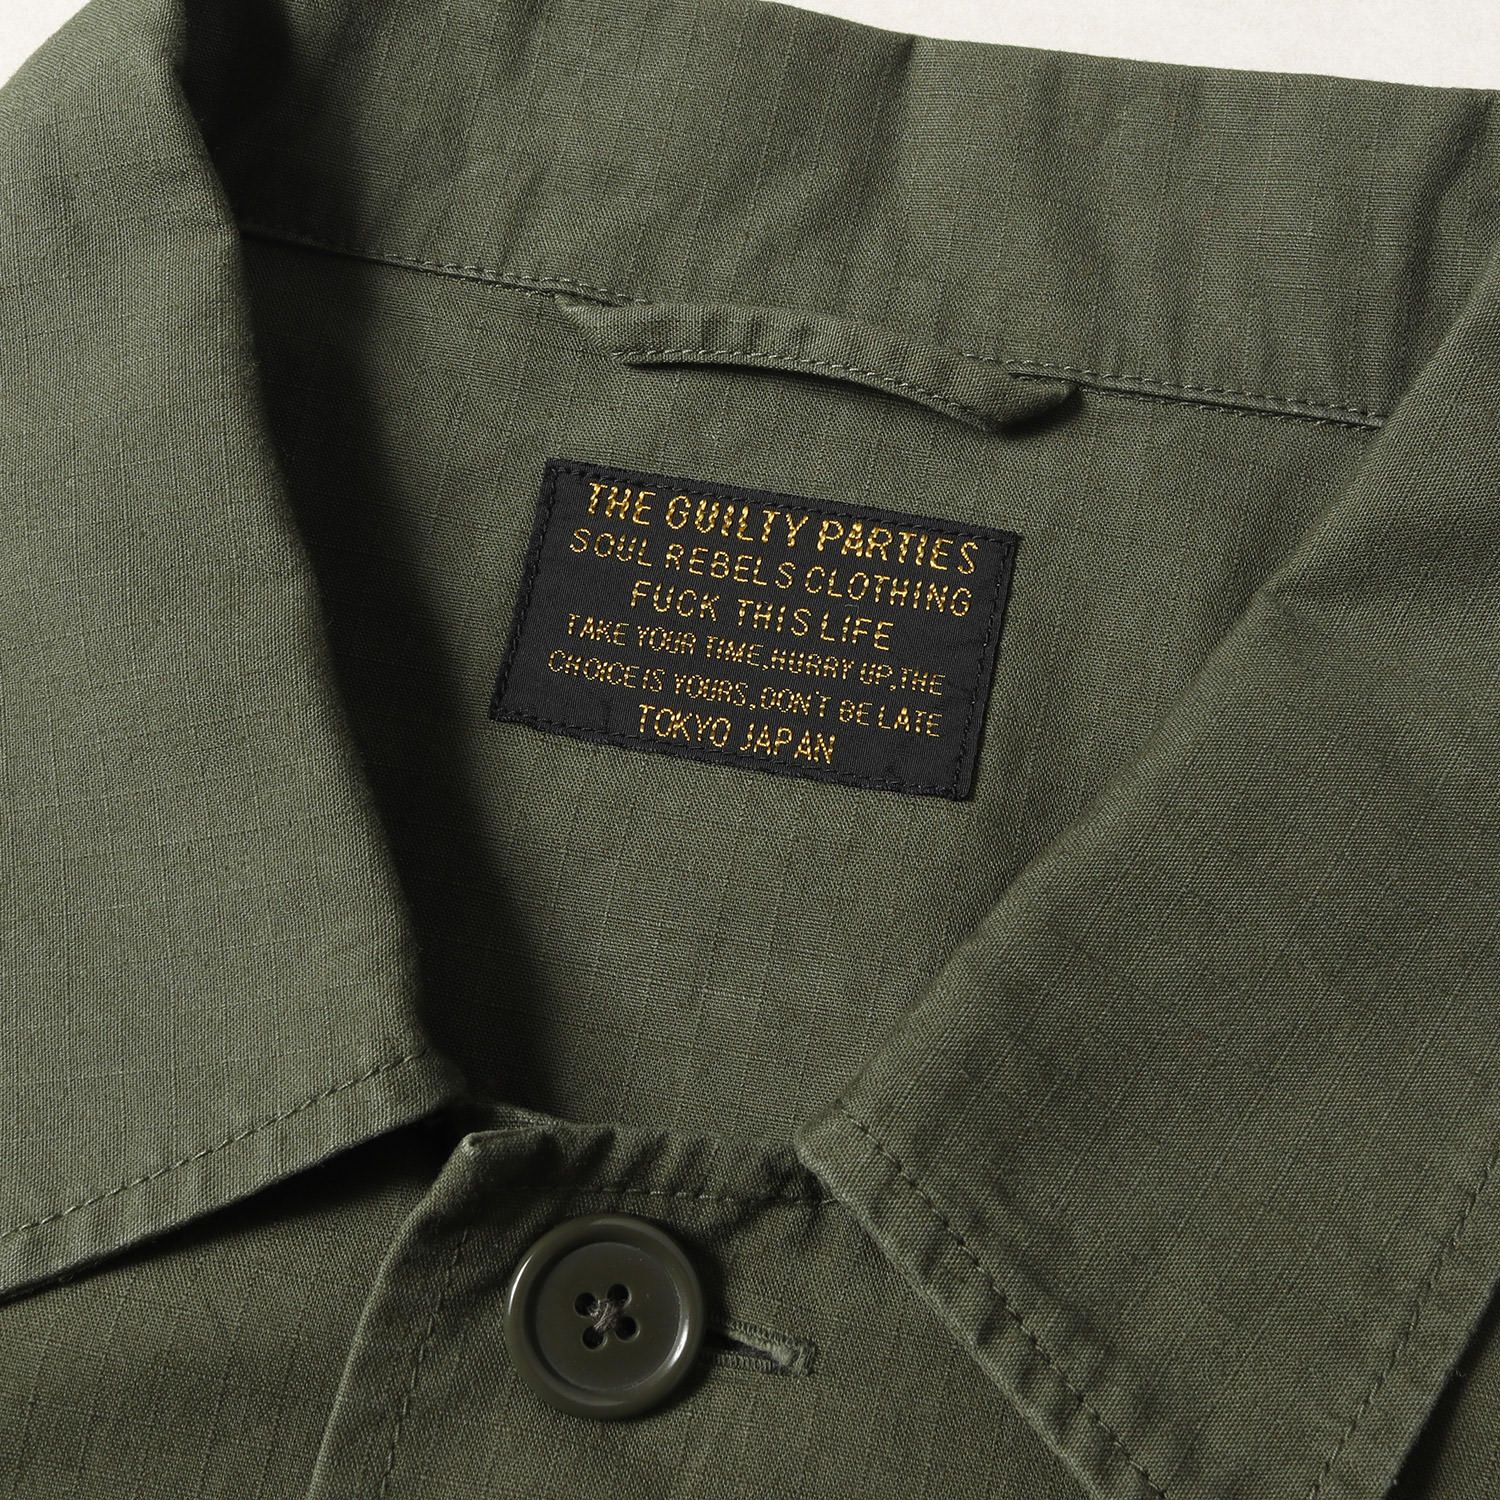 THE GUILTY PARTIES
SOUL REBELS CLOTHING
FUCK THIS LIFE
TAKE YOUR TIME, HURRY UP, THE
CHOICE IS YOURS, DON'T BE LATE
TOKYO JAPAN